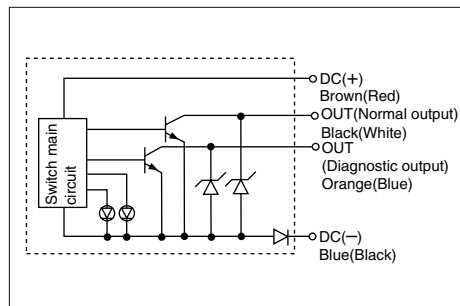 DC(+)
Brown(Red)
OUT(Normal output)
Black(White)
OUT
(Diagnostic output)
Orange(Blue)
Switch main
circuit
DC(—)
Blue(Black)